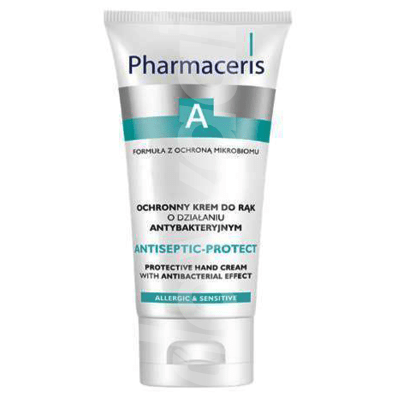 Pharmaceris
A
FORMUŁA Z OCHRONĄ MIKROBIOMU
OCHRONNY KREM DO RĄK
O DZIAŁANIU
ANTYBAKTERYJNYM
ANTISEPTIC-PROTECT
PROTECTIVE HAND CREAM
WITH ANTIBACTERIAL EFFECT
ALLERGIC & SENSITIVE